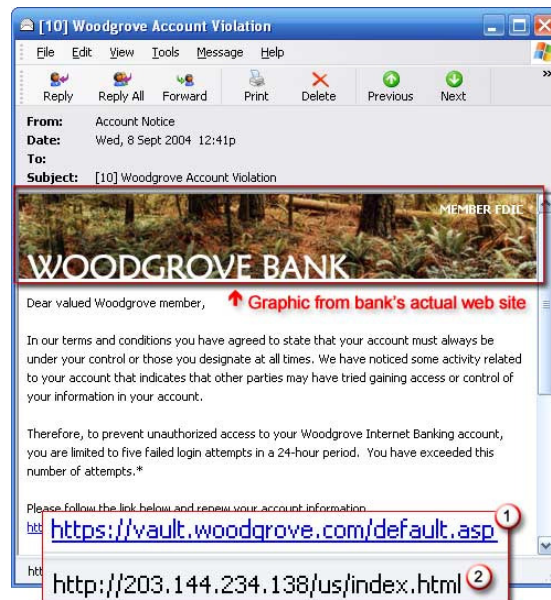 [10] Woodgrove Account Violation
File Edit View Tools Message Help
Reply Reply All Forward Print Delete Previous Next »
From: Account Notice
Date: Wed, 8 Sept 2004 12:41p
To:
Subject: [10] Woodgrove Account Violation
MEMBER FDIC
WOODGROVE BANK
Dear valued Woodgrove member,
Graphic from bank's actual web site
In our terms and conditions you have agreed to state that your account must always be
under your control or those you designate at all times. We have noticed some activity related
to your account that indicates that other parties may have tried gaining access or control of
your information in your account.
Therefore, to prevent unauthorized access to your Woodgrove Internet Banking account,
you are limited to five failed login attempts in a 24-hour period. You have exceeded this
number of attempts.*
Please follow the link below and renew your account information
htt
https://vault.woodgrove.com/default.asp 1
htt
http://203.144.234.138/us/index.html 2